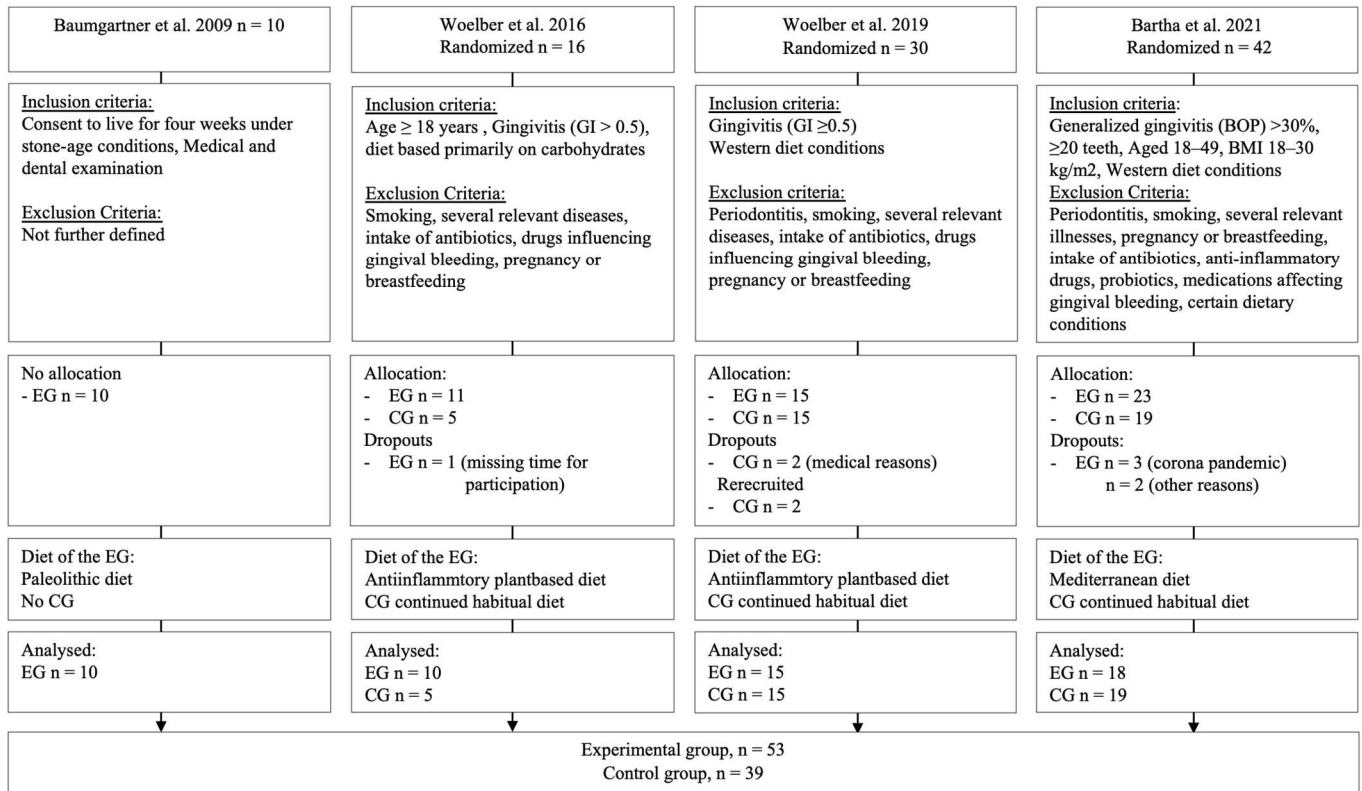 Baumgartner et al. 2009 n = 10
Inclusion criteria:
Consent to live for four weeks under
stone-age conditions, Medical and
dental examination
Exclusion Criteria:
Not further defined
No allocation
- EG n = 10
Diet of the EG:
Paleolithic diet
No CG
Analysed:
EG n = 10
Woelber et al. 2016
Randomized n = 16
Inclusion criteria:
Age ≥ 18 years , Gingivitis (GI > 0.5),
diet based primarily on carbohydrates
Exclusion Criteria:
Smoking, several relevant diseases,
intake of antibiotics, drugs influencing
gingival bleeding, pregnancy or
breastfeeding
Allocation:
- EG n = 11
- CG n = 5
Dropouts
- EG n = 1 (missing time for
participation)
Diet of the EG:
Antiinflammtory plantbased diet
CG continued habitual diet
Analysed:
EG n = 10
CG n = 5
Woelber et al. 2019
Randomized n = 30
Inclusion criteria:
Gingivitis (GI ≥0.5)
Western diet conditions
Exclusion criteria:
Periodontitis, smoking, several relevant
diseases, intake of antibiotics, drugs
influencing gingival bleeding,
pregnancy or breastfeeding
Allocation:
- EG n = 15
- CG n = 15
Dropouts
- CG n = 2 (medical reasons)
Rerecruited
- CG n = 2
Diet of the EG:
Antiinflammtory plantbased diet
CG continued habitual diet
Analysed:
EG n = 15
CG n = 15
Bartha et al. 2021
Randomized n = 42
Inclusion criteria:
Generalized gingivitis (BOP) >30%,
≥20 teeth, Aged 18–49, BMI 18–30
kg/m2, Western diet conditions
Exclusion Criteria:
Periodontitis, smoking, several relevant
illnesses, pregnancy or breastfeeding,
intake of antibiotics, anti-inflammatory
drugs, probiotics, medications affecting
gingival bleeding, certain dietary
conditions
Allocation:
- EG n = 23
- CG n = 19
Dropouts:
- EG n = 3 (corona pandemic)
n = 2 (other reasons)
Diet of the EG:
Mediterranean diet
CG continued habitual diet
Analysed:
EG n = 18
CG n = 19
Experimental group, n = 53
Control group, n = 39